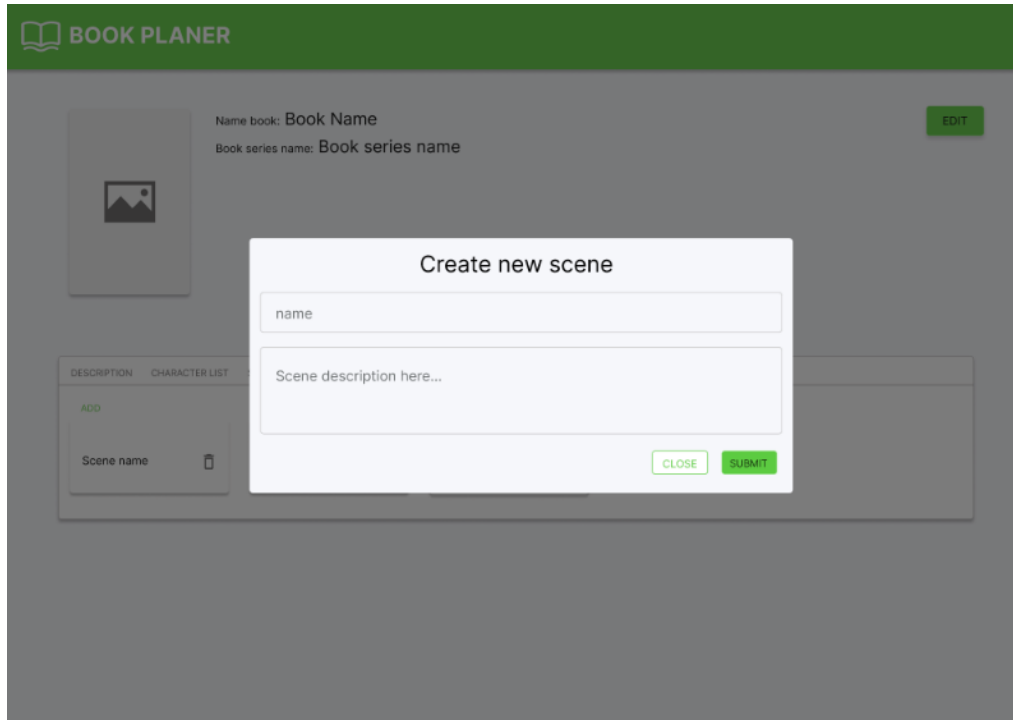 BOOK PLANER
Name book: Book Name
EDIT
Book series name: Book series name
Create new scene
name
DESCRIPTION CHARACTER LIST
Scene description here...
ADD
Scene name
CLOSE SUBMIT